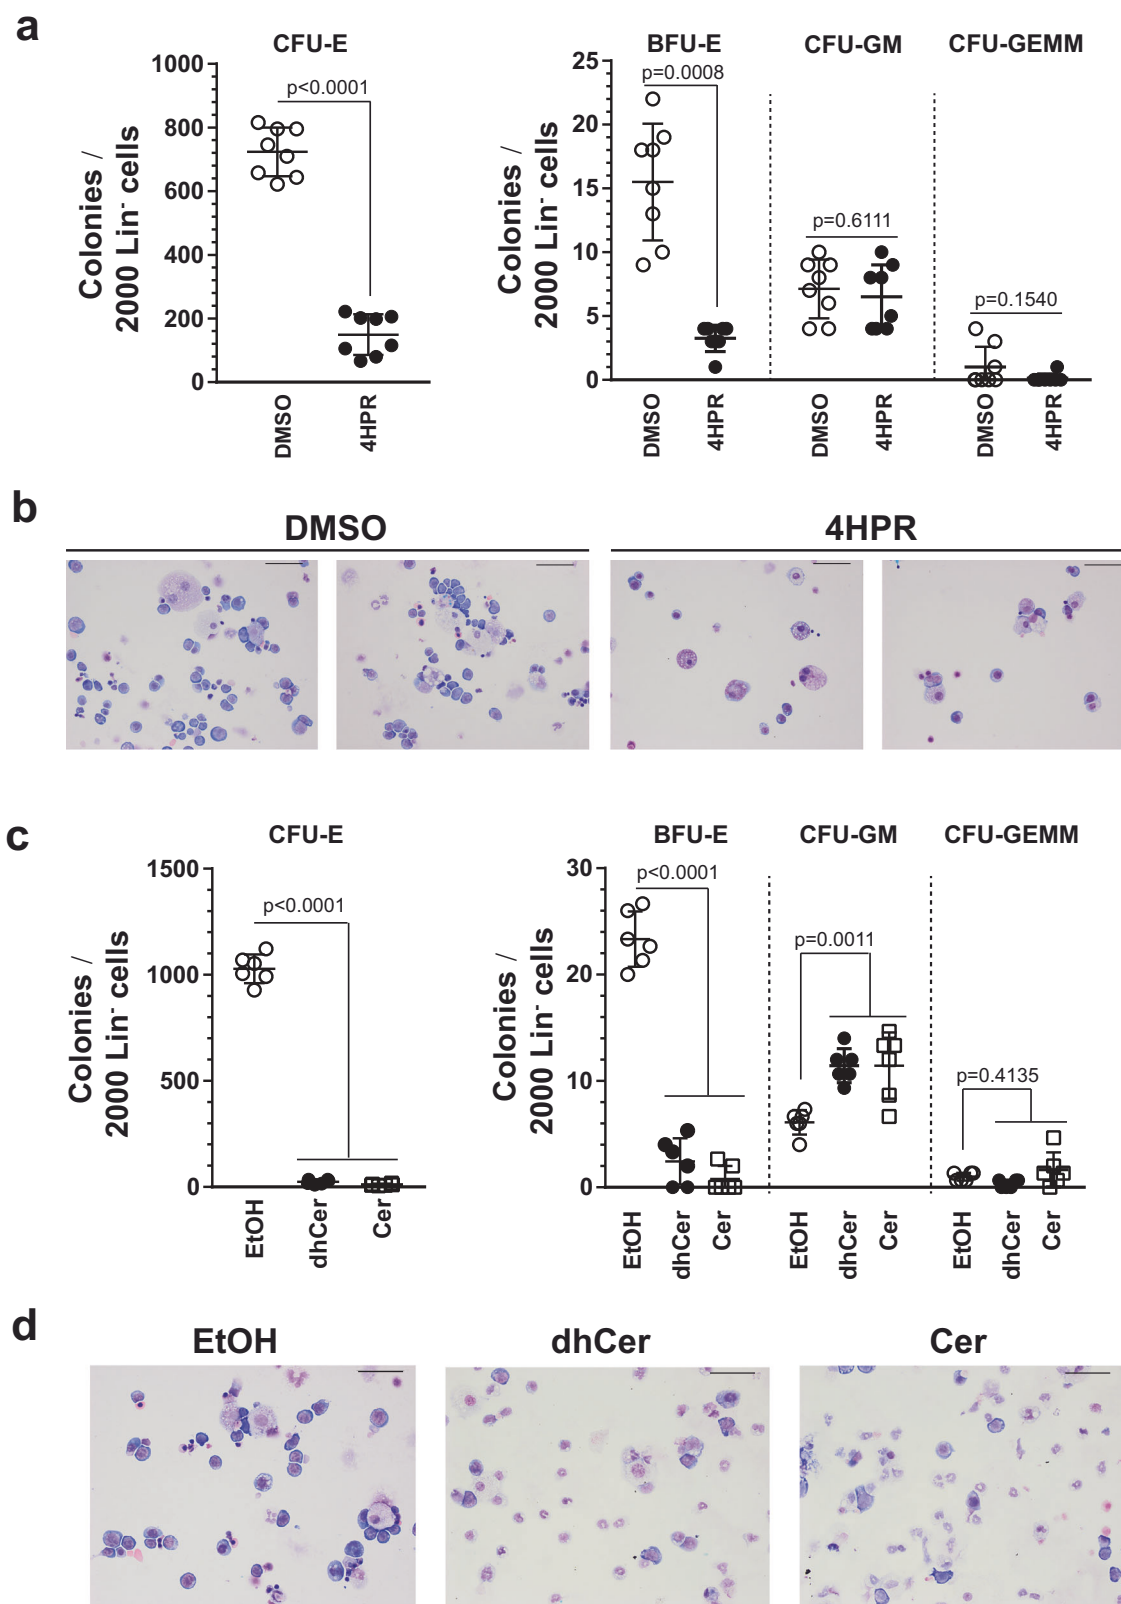 a
CFU-E
BFU-E
CFU-GM
CFU-GEMM
Colonies /
2000 Lin- cells
1000
800
600
400
200
0
p<0.0001
DMSO
4HPR
Colonies /
2000 Lin- cells
25
20
15
10
5
0
p=0.0008
p=0.6111
p=0.1540
DMSO
4HPR
DMSO
4HPR
DMSO
4HPR
b
DMSO
4HPR
c
CFU-E
BFU-E
CFU-GM
CFU-GEMM
Colonies /
2000 Lin- cells
1500
1000
500
0
p<0.0001
EtOH
dhCer
Cer
Colonies /
2000 Lin- cells
30
20
10
0
p<0.0001
p=0.0011
p=0.4135
EtOH
dhCer
Cer
EtOH
dhCer
Cer
EtOH
dhCer
Cer
d
EtOH
dhCer
Cer